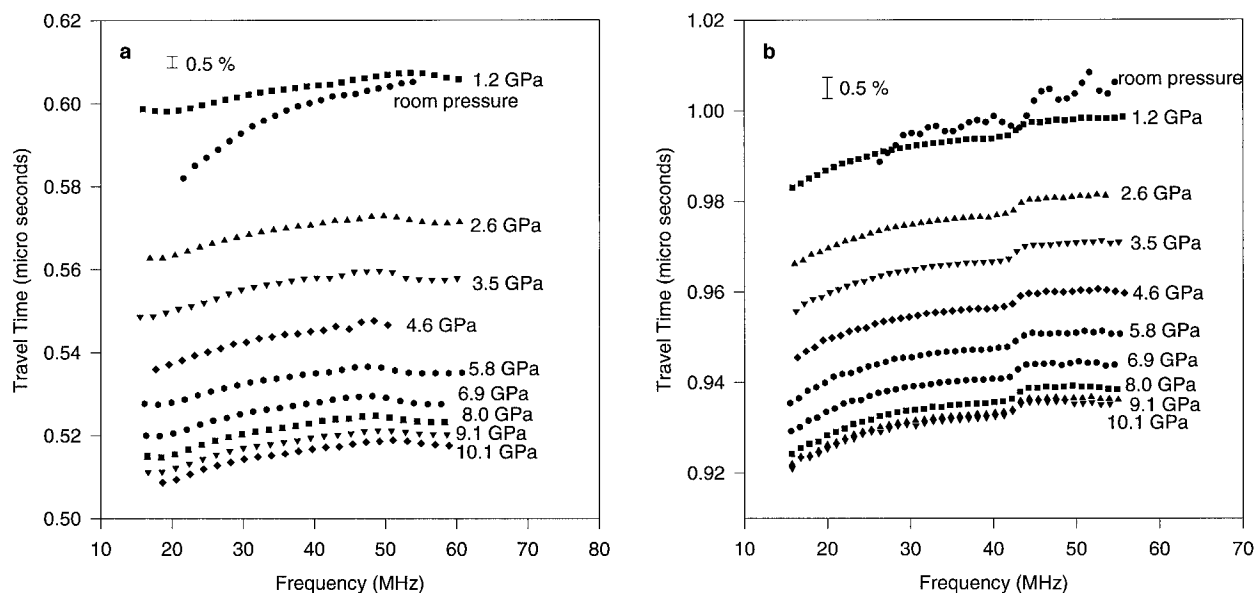 a
0.5 %
1.2 GPa
room pressure
2.6 GPa
3.5 GPa
4.6 GPa
5.8 GPa
6.9 GPa
8.0 GPa
9.1 GPa
10.1 GPa
0.62
0.60
0.58
0.56
0.54
0.52
0.50
Travel Time (micro seconds)
10 20 30 40 50 60 70 80
Frequency (MHz)
b
0.5 %
room pressure
1.2 GPa
2.6 GPa
3.5 GPa
4.6 GPa
5.8 GPa
6.9 GPa
8.0 GPa
9.1 GPa
10.1 GPa
1.02
1.00
0.98
0.96
0.94
0.92
Travel Time (micro seconds)
10 20 30 40 50 60 70
Frequency (MHz)